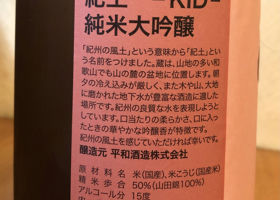 紀土 -KID-
純米大吟醸
「紀州の風土」という意味から「紀土」とい
う名前をつけました。蔵は、山地の多い和
歌山でも山の麓の盆地に位置します。朝
夕の冷え込みが厳しく、また木や山、大地
に磨かれた地下水が豊富な酒造に適した
場所です。紀州の良質な水を表現しようと
しています。口当たりの柔らかさ、口に入っ
たときの華やかな吟醸香が特徴です。
紀州の風土を感じていただければ幸いです。
醸造元 平和酒造株式会社
原材料名 米(国産)、米こうじ(国産米)
精米歩合 50%(山田錦100%)
アルコール分 15度